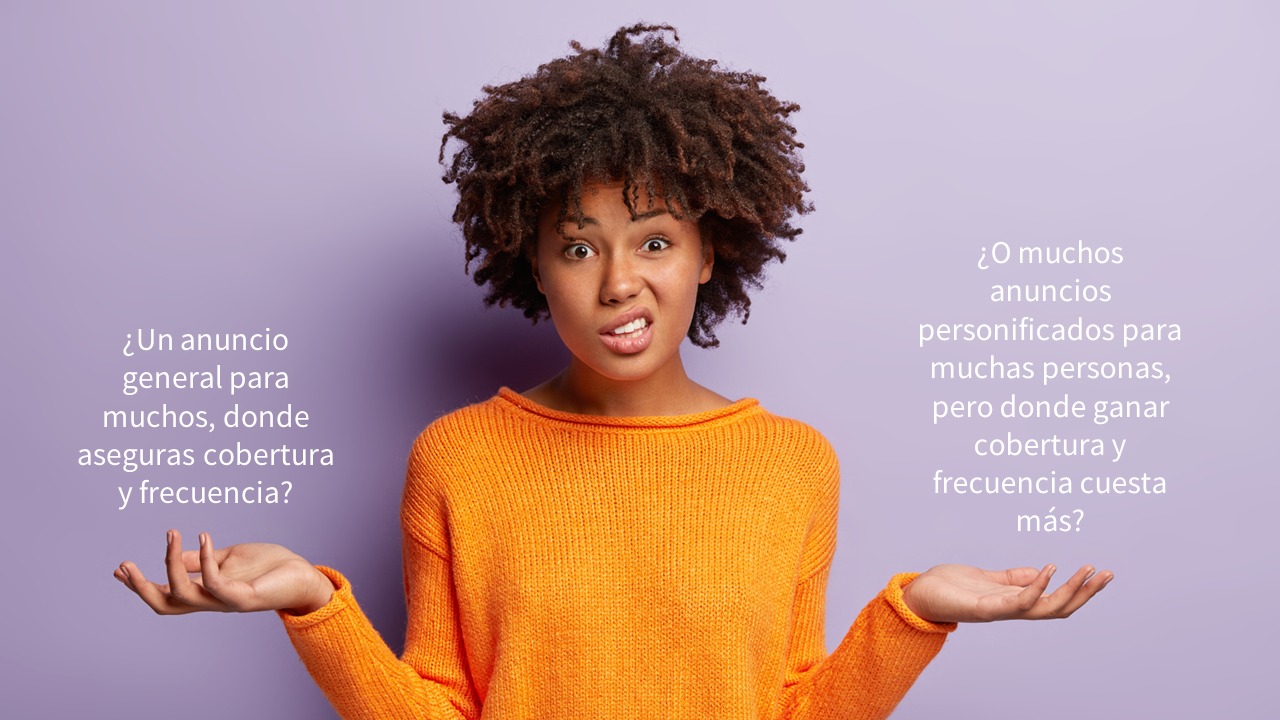 ¿Un anuncio
general para
muchos, donde
aseguras cobertura
y frecuencia?
¿O muchos
anuncios
personificados para
muchas personas,
pero donde ganar
cobertura y
frecuencia cuesta
más?